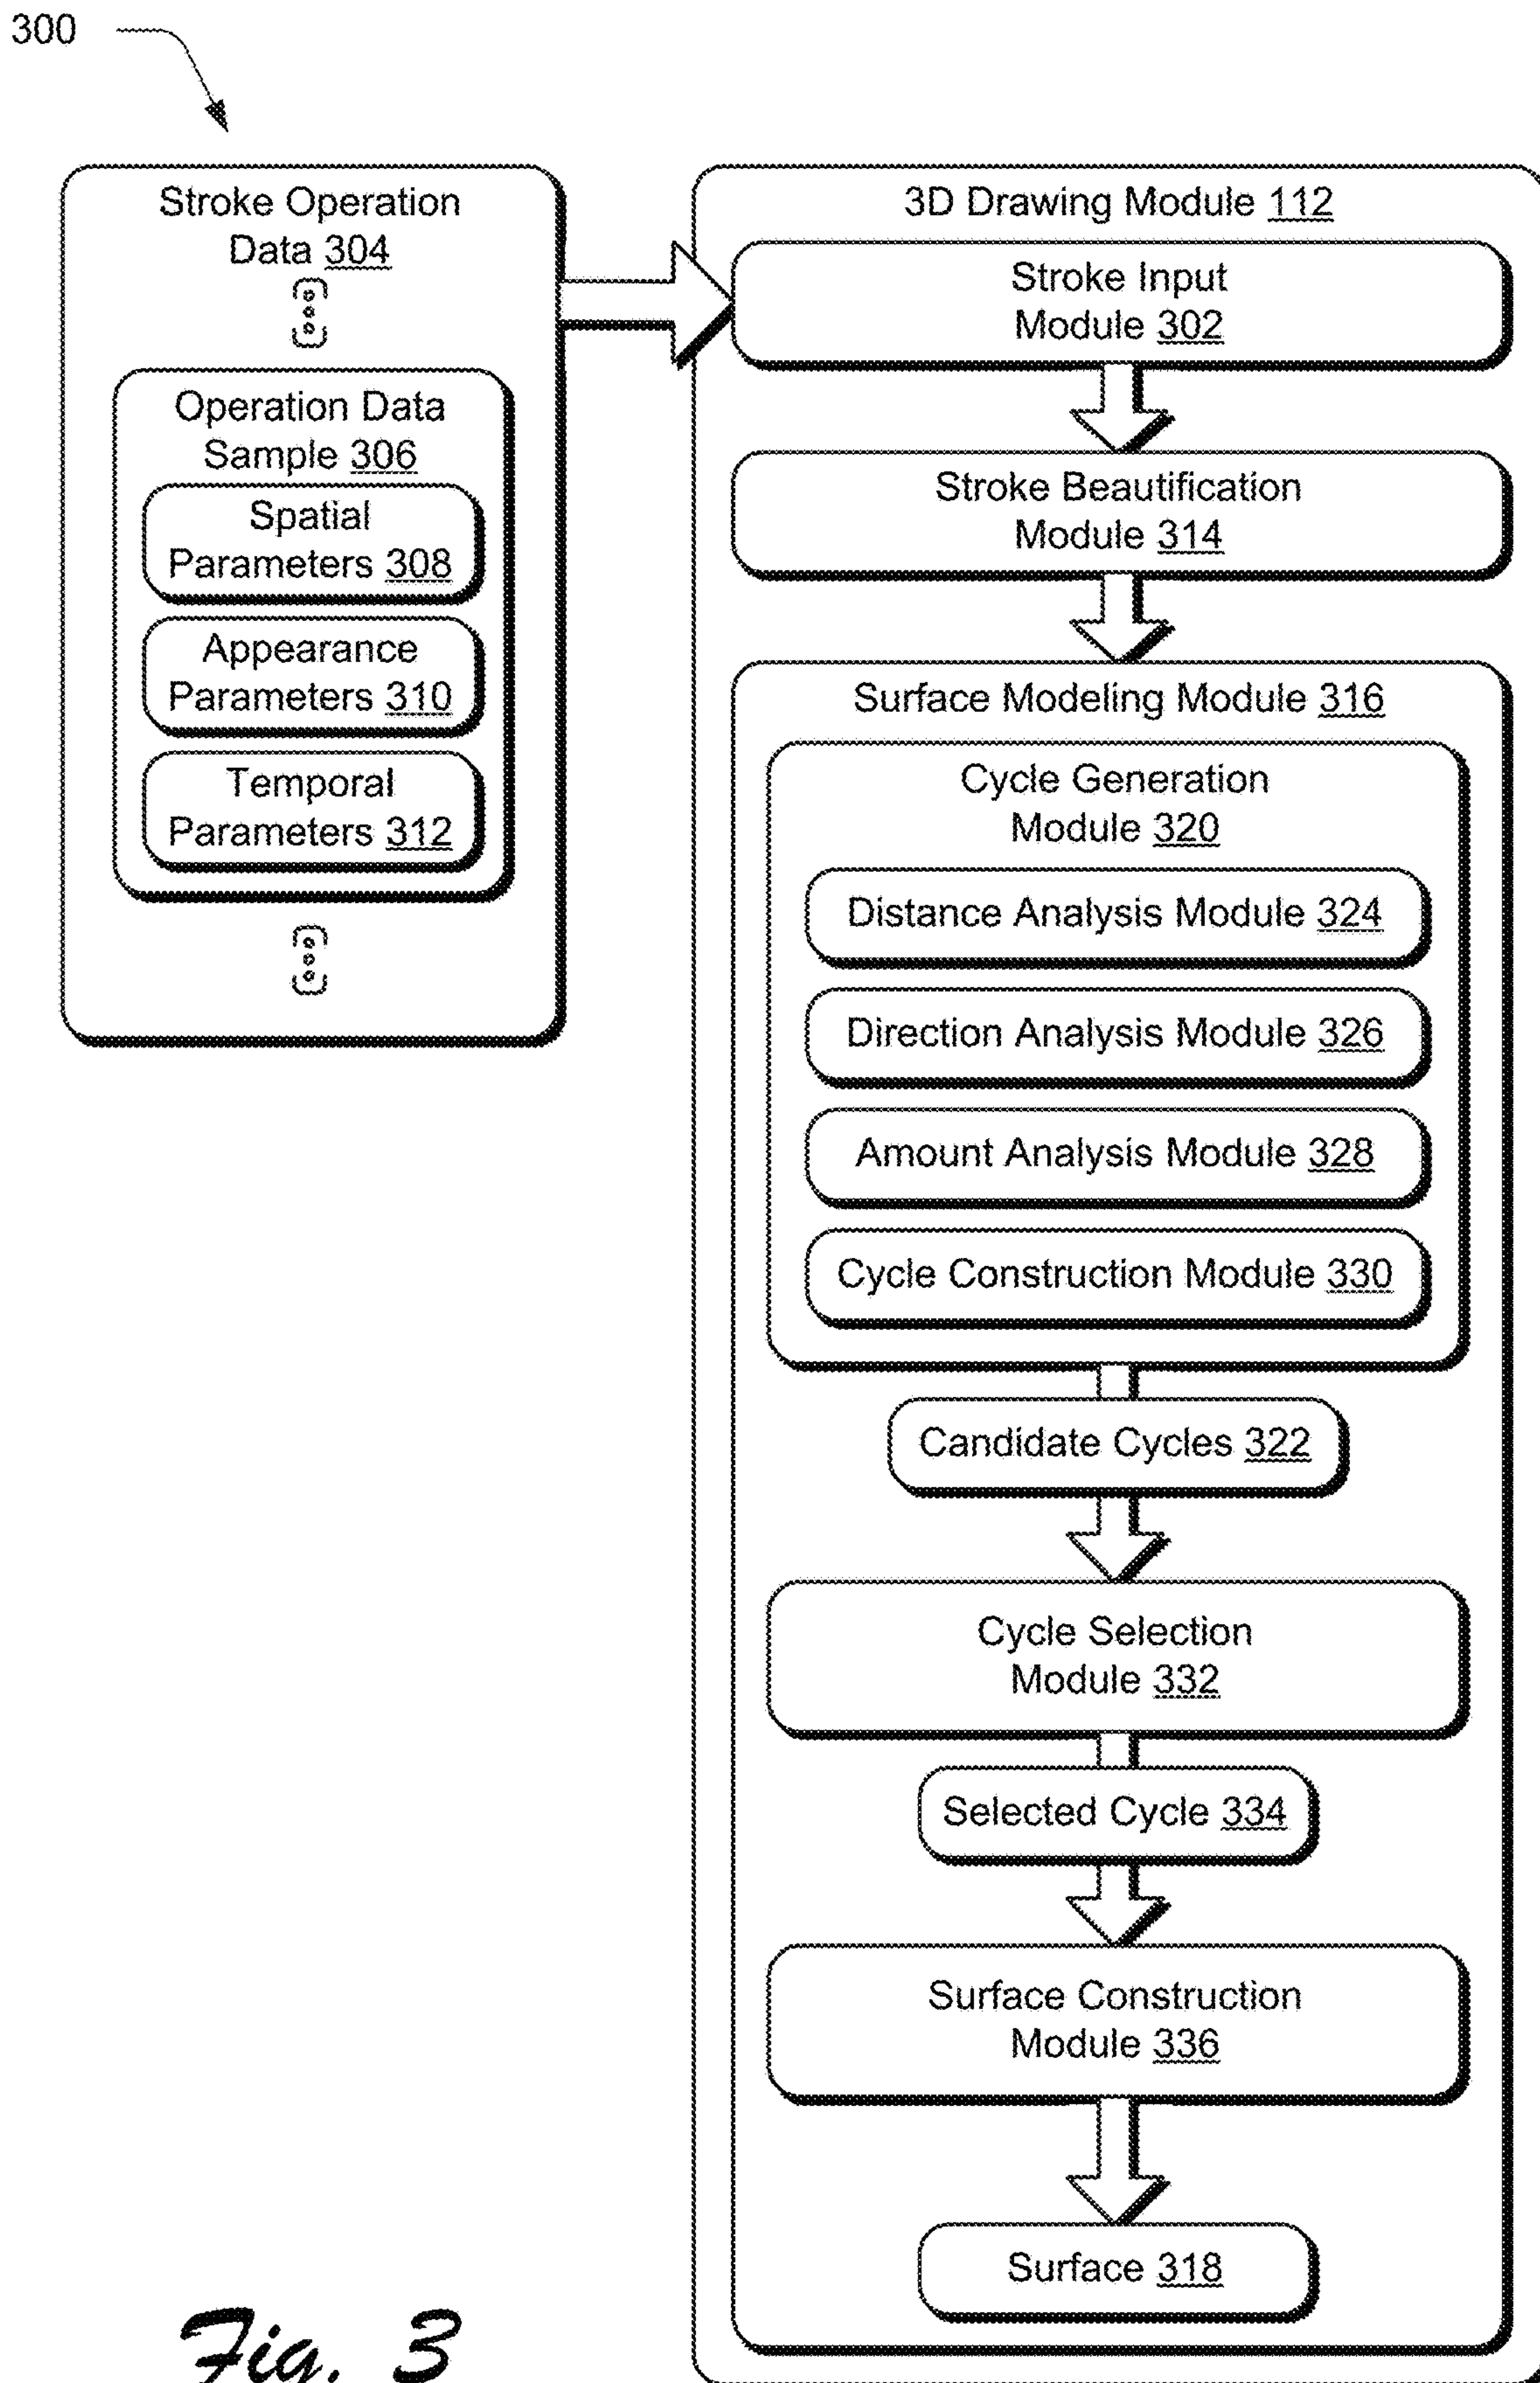 300
Stroke Operation
Data 304
Operation Data
Sample 306
Spatial
Parameters 308
Appearance
Parameters 310
Temporal
Parameters 312
3D Drawing Module 112
Stroke Input
Module 302
Stroke Beautification
Module 314
Surface Modeling Module 316
Cycle Generation
Module 320
Distance Analysis Module 324
Direction Analysis Module 326
Amount Analysis Module 328
Cycle Construction Module 330
Candidate Cycles 322
Cycle Selection
Module 332
Selected Cycle 334
Surface Construction
Module 336
Surface 318
Fig. 3